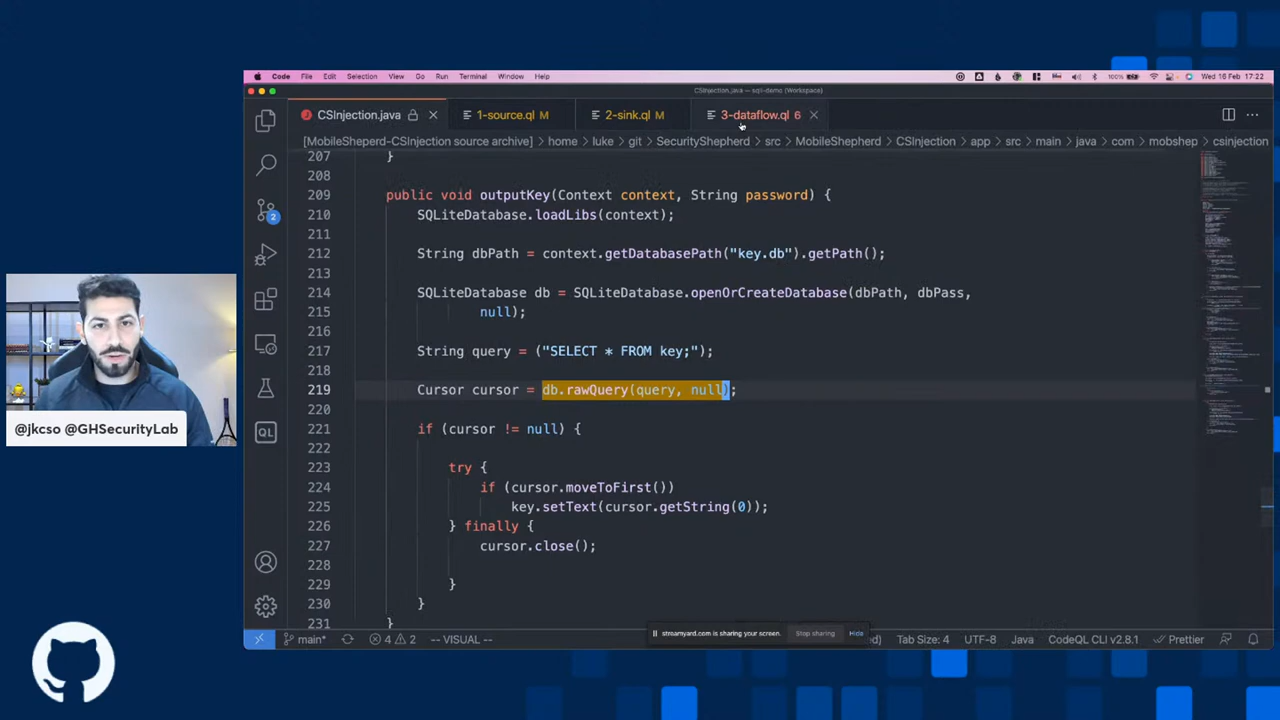 Code File Edit Selection View Go Run Terminal Window Help 100% Wed 16 Feb 17:22
CSInjection.java — sqli-demo (Workspace)
CSInjection.java 1-source.ql M 2-sink.ql M 3-dataflow.ql 6
[MobileSheperd-CSInjection source archive] home luke git SecurityShepherd src MobileShepherd CSInjection app src main java com mobshep csinjection
207 }
208
209 public void outputKey(Context context, String password) {
210 SQLiteDatabase.loadLibs(context);
211
212 String dbPath = context.getDatabasePath("key.db").getPath();
213
214 SQLiteDatabase db = SQLiteDatabase.openOrCreateDatabase(dbPath, dbPass,
215 null);
216
217 String query = ("SELECT * FROM key;");
218
219 Cursor cursor = db.rawQuery(query, null);
220
221 if (cursor != null) {
222
223 try {
224 if (cursor.moveToFirst())
225 key.setText(cursor.getString(0));
226 } finally {
227 cursor.close();
228
229 }
230 }
231 }
@jkcso @GHSecurityLab
QL
2
streamyard.com is sharing your screen. Stop sharing Hide
main* 4 2 -- VISUAL -- Tab Size: 4 UTF-8 Java CodeQL CLI v2.8.1 Prettier